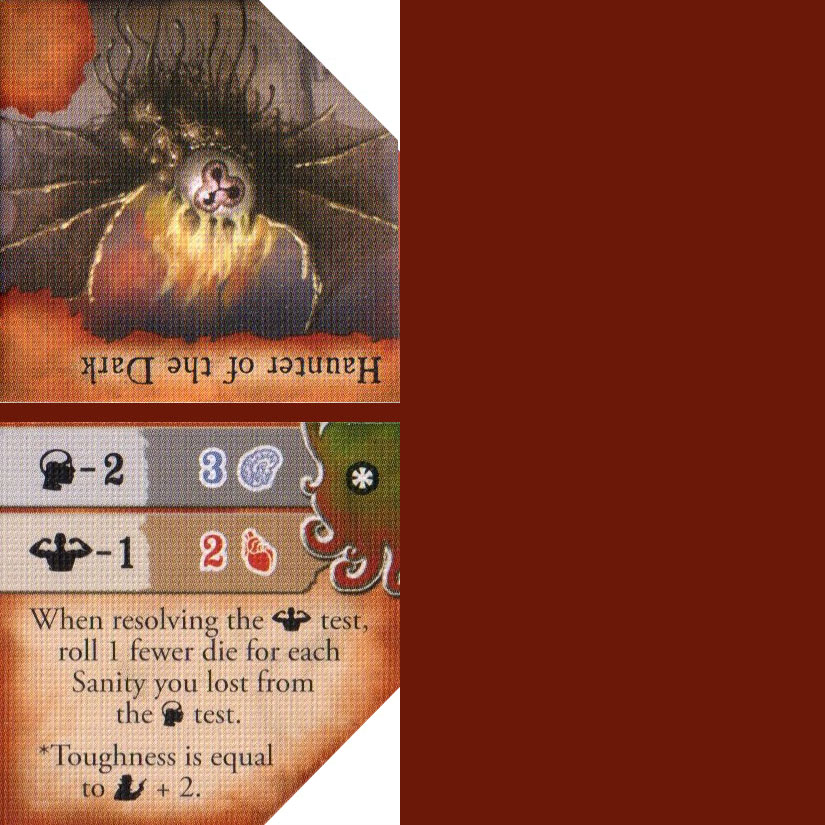 Haunter of the Dark
-2 3 *
-1 2
When resolving the test,
roll 1 fewer die for each
Sanity you lost from
the test.
*Toughness is equal
to + 2.